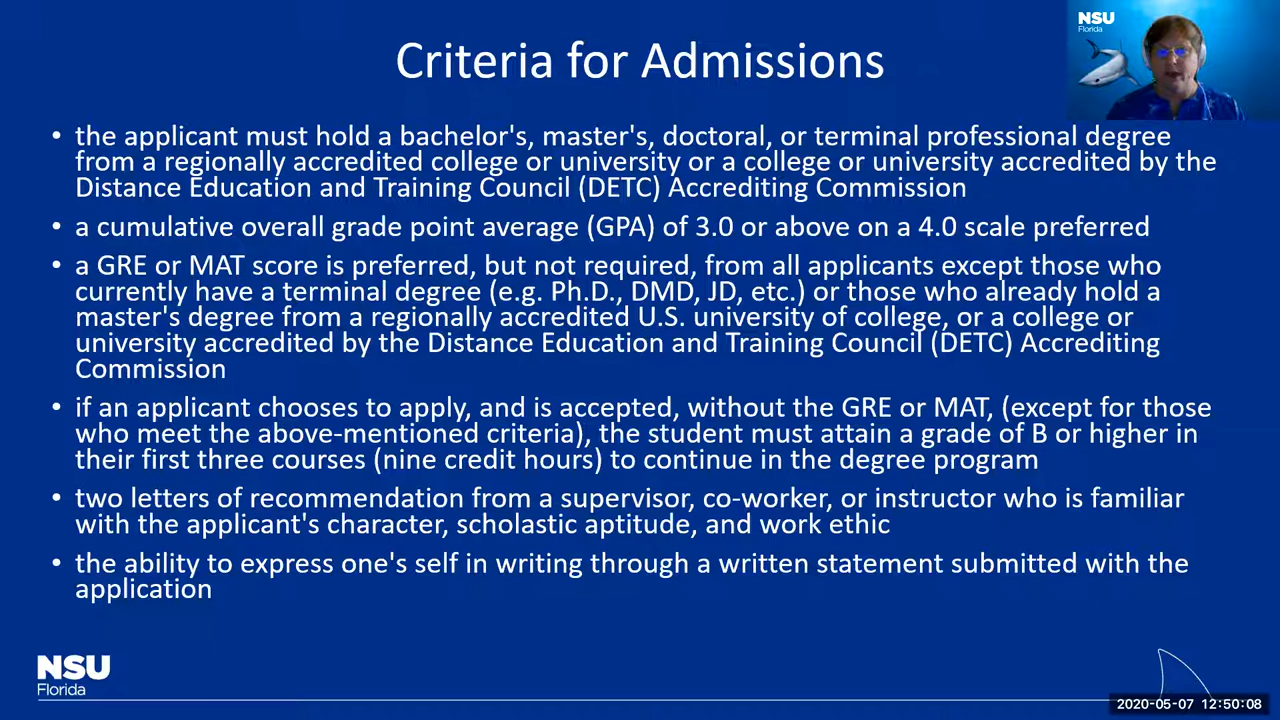 NSU
Florida
Criteria for Admissions
• the applicant must hold a bachelor's, master's, doctoral, or terminal professional degree
from a regionally accredited college or university or a college or university accredited by the
Distance Education and Training Council (DETC) Accrediting Commission
• a cumulative overall grade point average (GPA) of 3.0 or above on a 4.0 scale preferred
• a GRE or MAT score is preferred, but not required, from all applicants except those who
currently have a terminal degree (e.g. Ph.D., DMD, JD, etc.) or those who already hold a
master's degree from a regionally accredited U.S. university of college, or a college or
university accredited by the Distance Education and Training Council (DETC) Accrediting
Commission
• if an applicant chooses to apply, and is accepted, without the GRE or MAT, (except for those
who meet the above-mentioned criteria), the student must attain a grade of B or higher in
their first three courses (nine credit hours) to continue in the degree program
• two letters of recommendation from a supervisor, co-worker, or instructor who is familiar
with the applicant's character, scholastic aptitude, and work ethic
• the ability to express one's self in writing through a written statement submitted with the
application
NSU
Florida
2020-05-07 12:50:08